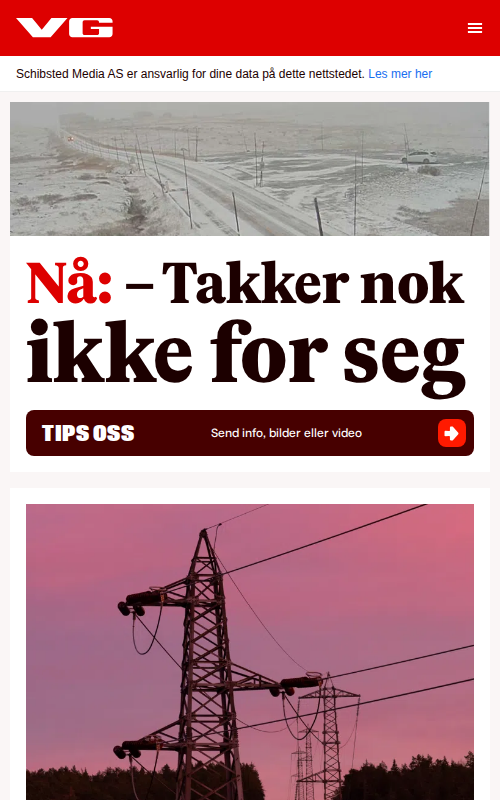 VG
Schibsted Media AS er ansvarlig for dine data på dette nettstedet. Les mer her
Nå: – Takker nok
ikke for seg
TIPS OSS
Send info, bilder eller video